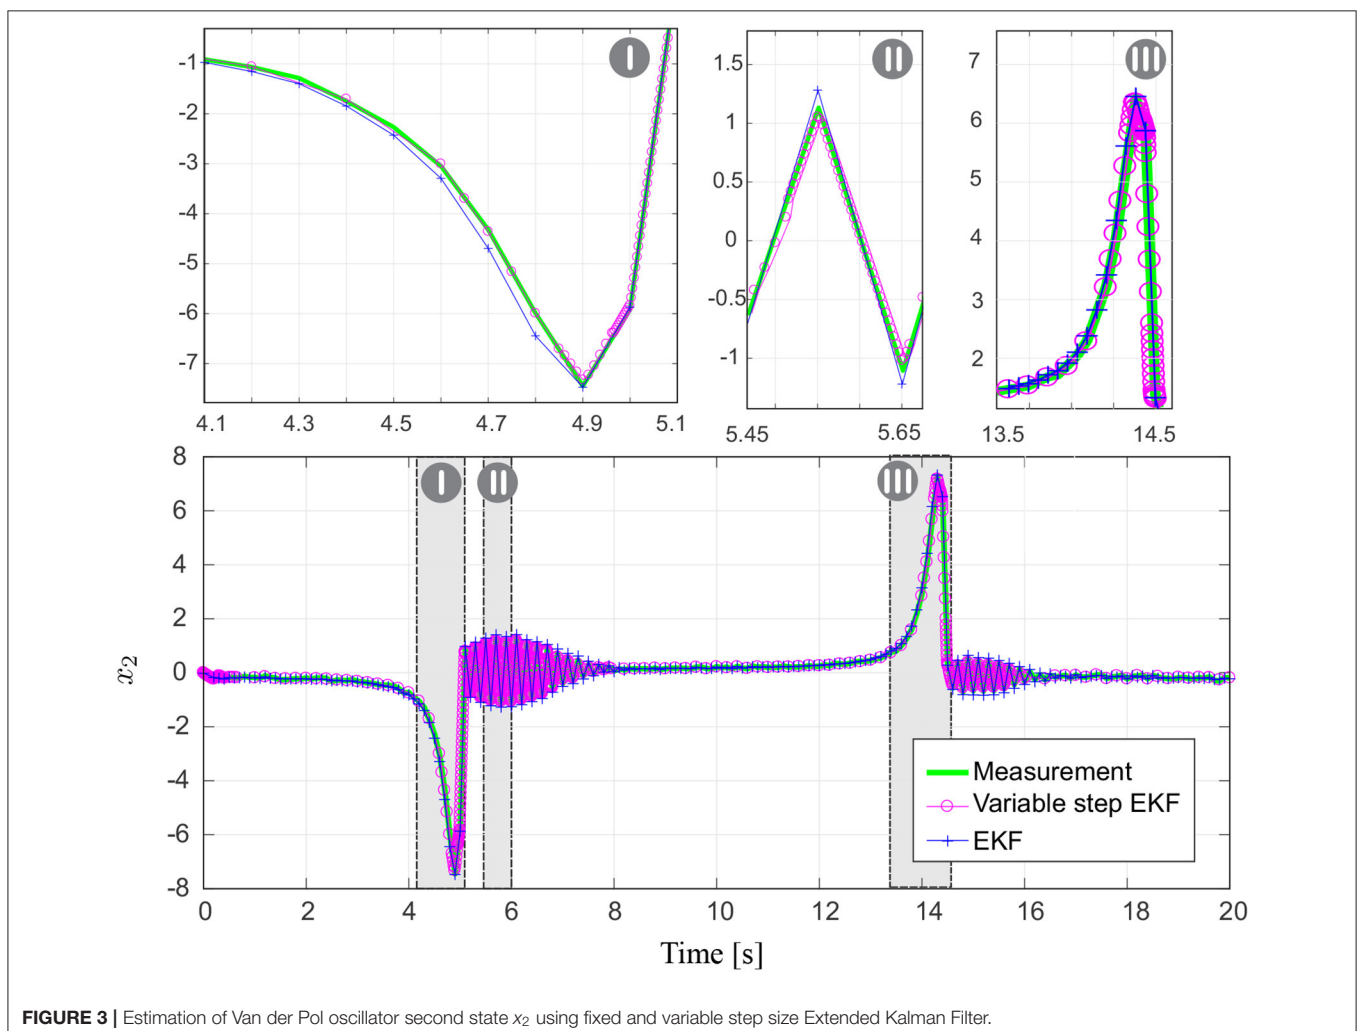 -1
-2
-3
-4
-5
-6
-7
4.1 4.3 4.5 4.7 4.9 5.1
I
1.5
1
0.5
0
-0.5
-1
5.45 5.65
II
7
6
5
4
3
2
13.5 14.5
III
8
6
4
2
0
-2
-4
-6
-8
x2
I
II
III
Measurement
Variable step EKF
EKF
0 2 4 6 8 10 12 14 16 18 20
Time [s]
FIGURE 3 | Estimation of Van der Pol oscillator second state x2 using fixed and variable step size Extended Kalman Filter.